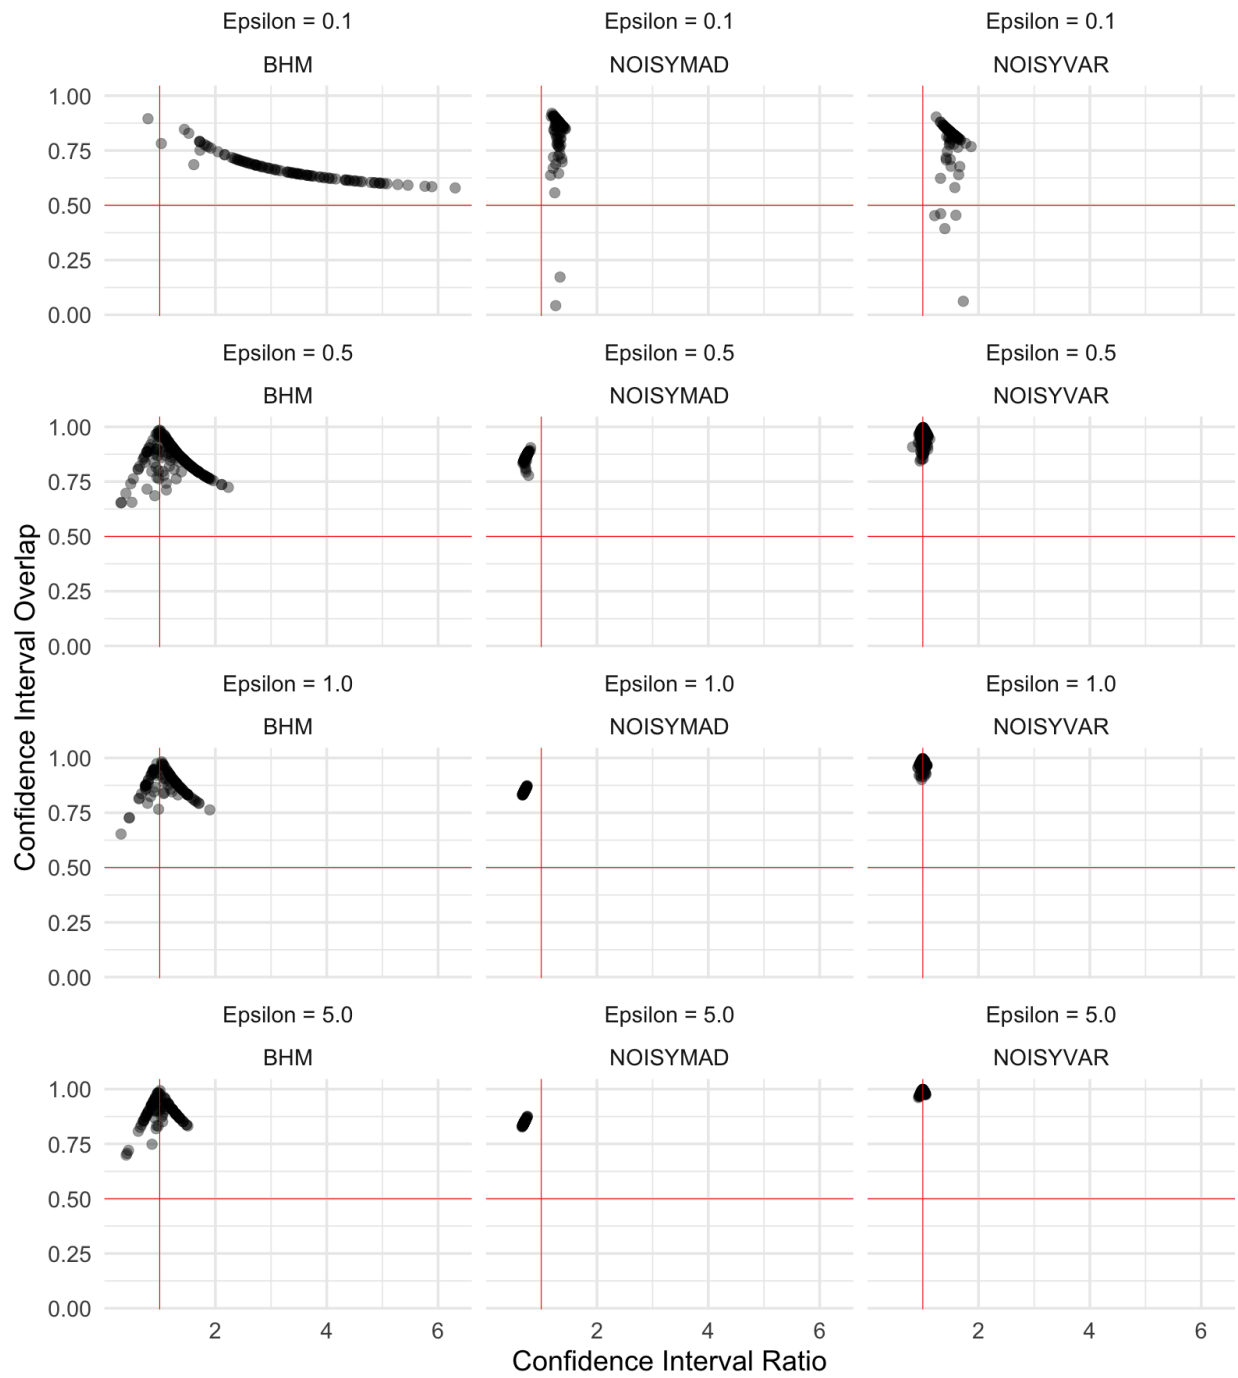 Epsilon = 0.1 Epsilon = 0.1 Epsilon = 0.1
BHM NOISYMAD NOISYVAR
1.00
0.75
0.50
0.25
0.00
Epsilon = 0.5 Epsilon = 0.5 Epsilon = 0.5
BHM NOISYMAD NOISYVAR
1.00
0.75
0.50
0.25
0.00
Confidence Interval Overlap
Epsilon = 1.0 Epsilon = 1.0 Epsilon = 1.0
BHM NOISYMAD NOISYVAR
1.00
0.75
0.50
0.25
0.00
Epsilon = 5.0 Epsilon = 5.0 Epsilon = 5.0
BHM NOISYMAD NOISYVAR
1.00
0.75
0.50
0.25
0.00
2 4 6 2 4 6 2 4 6
Confidence Interval Ratio